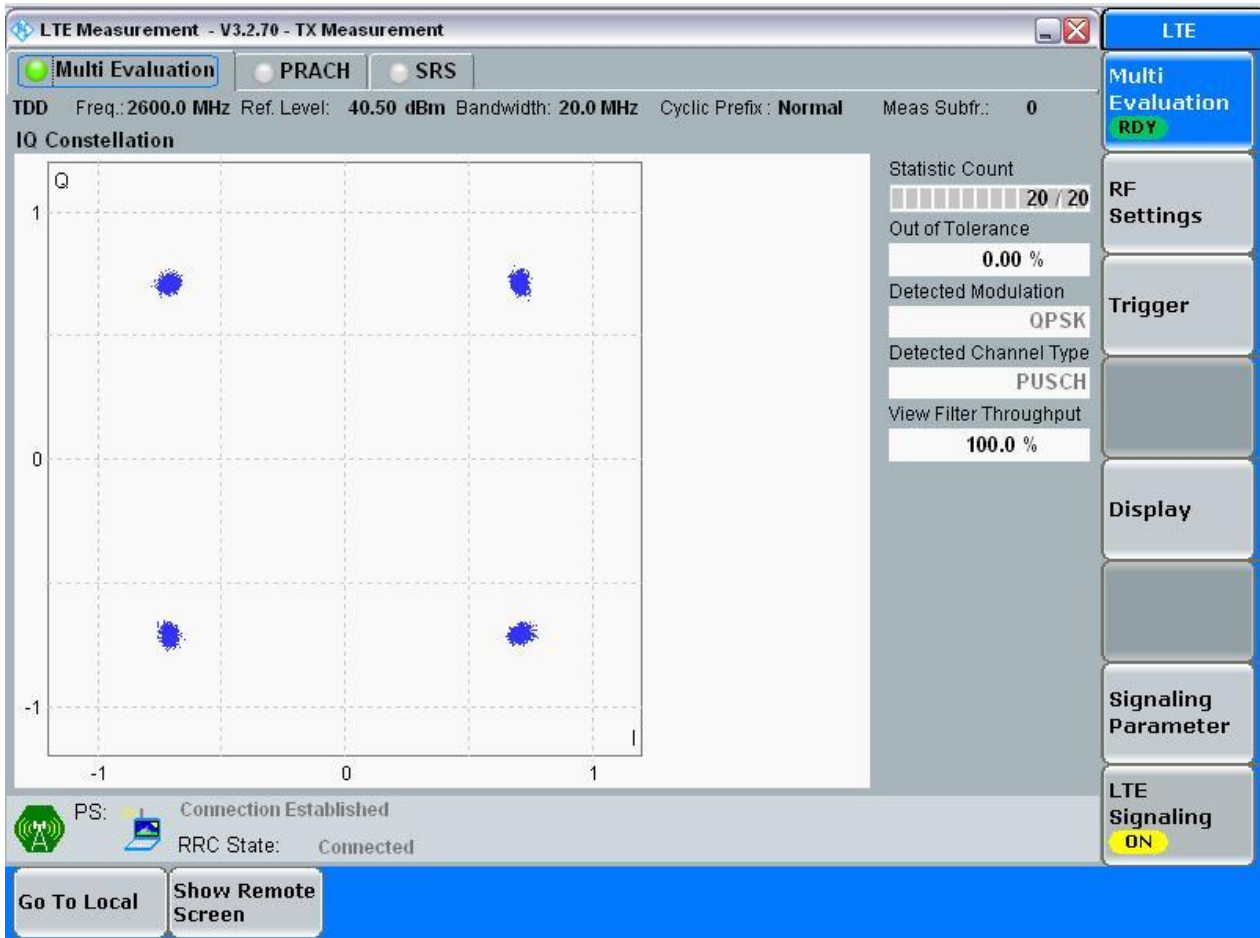 LTE Measurement - V3.2.70 - TX Measurement
LTE
Multi Evaluation PRACH SRS
TDD Freq.: 2600.0 MHz Ref. Level: 40.50 dBm Bandwidth: 20.0 MHz Cyclic Prefix : Normal Meas Subfr.: 0
IQ Constellation
Q
1
0
-1
I
-1 0 1
Statistic Count
20 / 20
Out of Tolerance
0.00 %
Detected Modulation
QPSK
Detected Channel Type
PUSCH
View Filter Throughput
100.0 %
Multi
Evaluation
RDY
RF
Settings
Trigger
Display
Signaling
Parameter
LTE
Signaling
ON
PS: Connection Established
RRC State: Connected
Go To Local
Show Remote
Screen